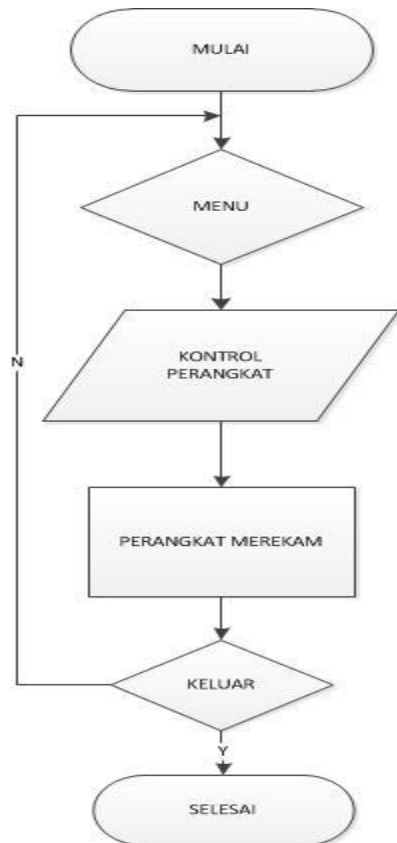 MULAI
MENU
KONTROL
PERANGKAT
N
PERANGKAT MEREKAM
KELUAR
Y
SELESAI